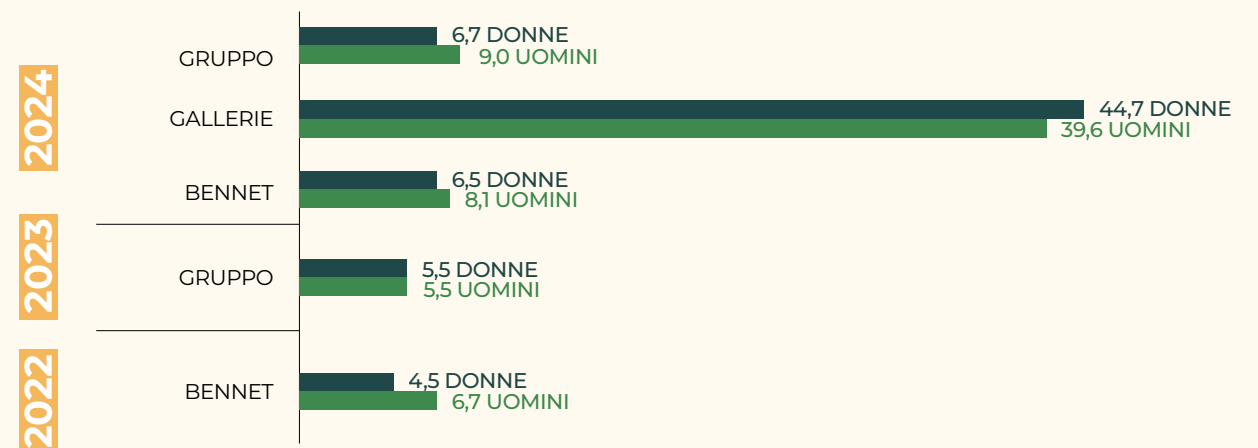 2024
GRUPPO
6,7 DONNE
9,0 UOMINI
GALLERIE
44,7 DONNE
39,6 UOMINI
BENNET
6,5 DONNE
8,1 UOMINI
2023
GRUPPO
5,5 DONNE
5,5 UOMINI
2022
BENNET
4,5 DONNE
6,7 UOMINI